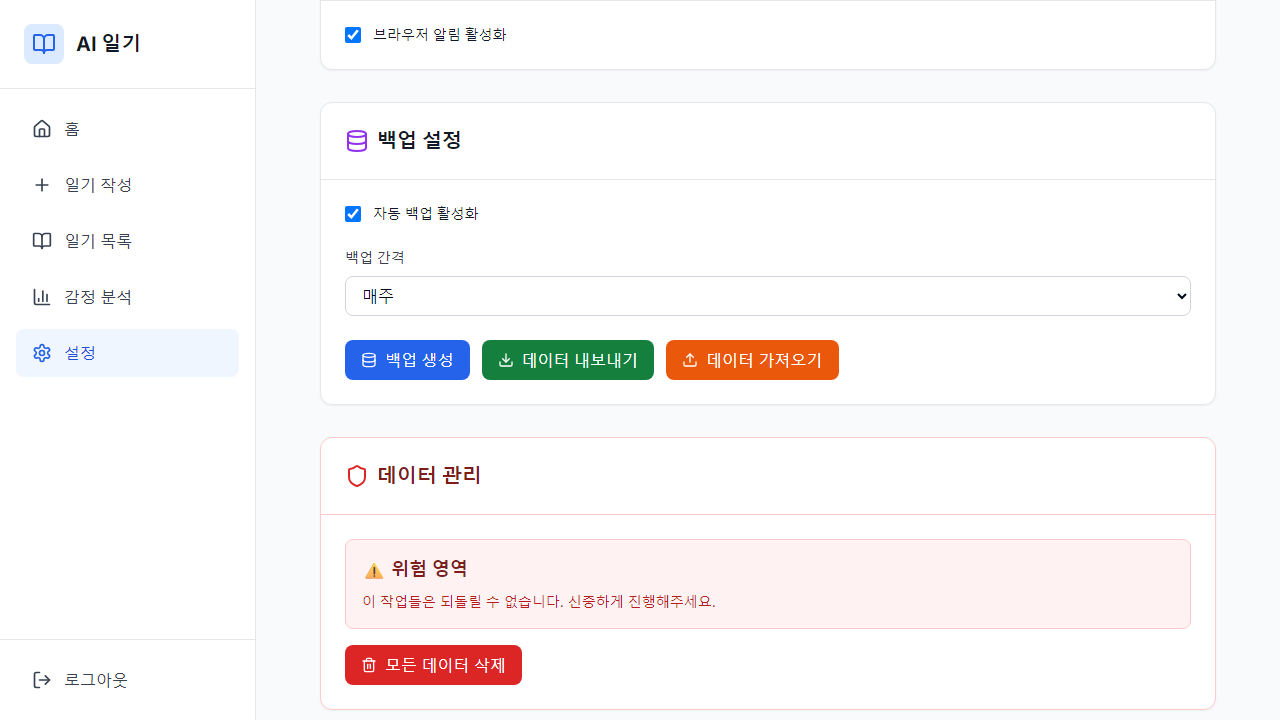 AI 일기
홈
일기 작성
일기 목록
감정 분석
설정
로그아웃
브라우저 알림 활성화
백업 설정
자동 백업 활성화
백업 간격
매주
백업 생성
데이터 내보내기
데이터 가져오기
데이터 관리
⚠️ 위험 영역
이 작업들은 되돌릴 수 없습니다. 신중하게 진행해주세요.
모든 데이터 삭제